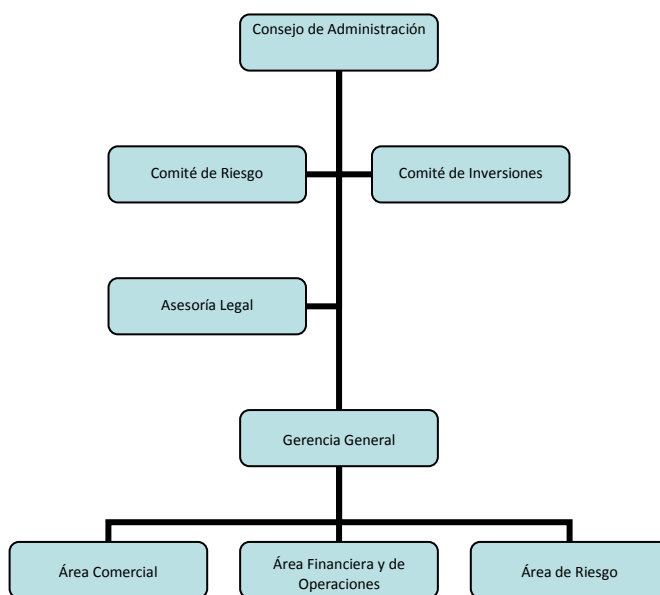 Consejo de Administración
Comité de Riesgo
Comité de Inversiones
Asesoría Legal
Gerencia General
Área Comercial
Área Financiera y de
Operaciones
Área de Riesgo